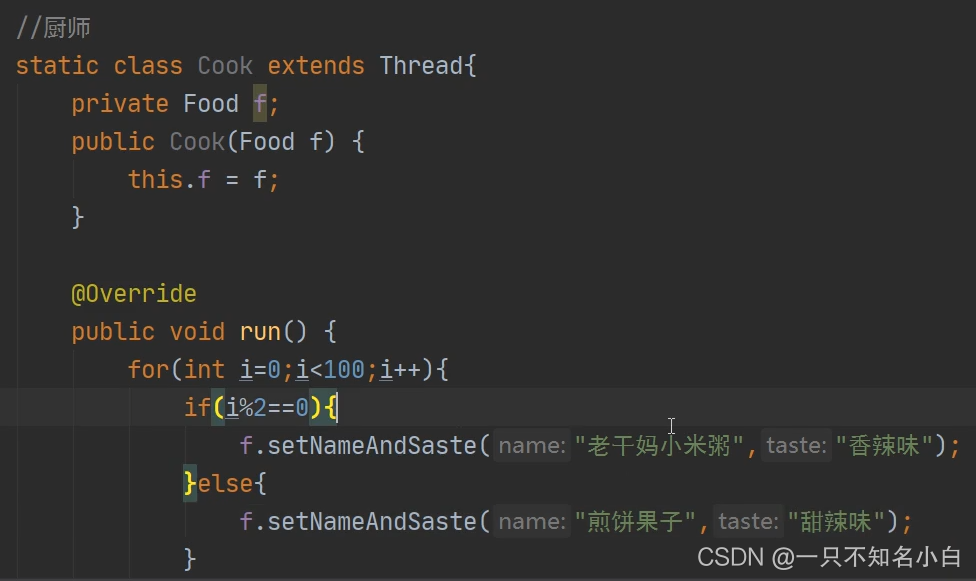 //厨师
static class Cook extends Thread{
private Food f;
public Cook(Food f) {
this.f = f;
}
@Override
public void run() {
for(int i=0;i<100;i++){
if(i%2==0){
f.setNameAndSaste( name: "老干妈小米粥", taste: "香辣味");
}else{
f.setNameAndSaste( name: "煎饼果子", taste: "甜辣味");
}
CSDN @一只不知名小白